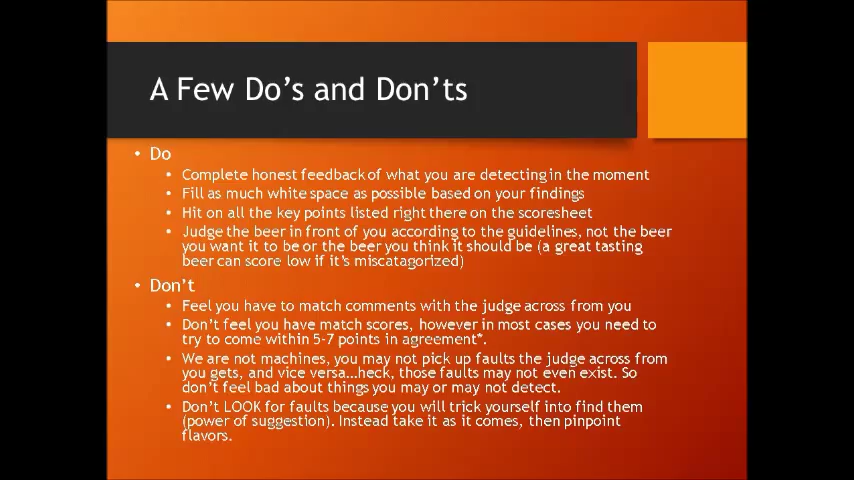 A Few Do's and Don'ts
• Do
• Complete honest feedback of what you are detecting in the moment
• Fill as much white space as possible based on your findings
• Hit on all the key points listed right there on the scoresheet
• Judge the beer in front of you according to the guidelines, not the beer
you want it to be or the beer you think it should be (a great tasting
beer can score low if it's miscatagorized)
• Don't
• Feel you have to match comments with the judge across from you
• Don't feel you have match scores, however in most cases you need to
try to come within 5-7 points in agreement*.
• We are not machines, you may not pick up faults the judge across from
you gets, and vice versa…heck, those faults may not even exist. So
don't feel bad about things you may or may not detect.
• Don't LOOK for faults because you will trick yourself into find them
(power of suggestion). Instead take it as it comes, then pinpoint
flavors.